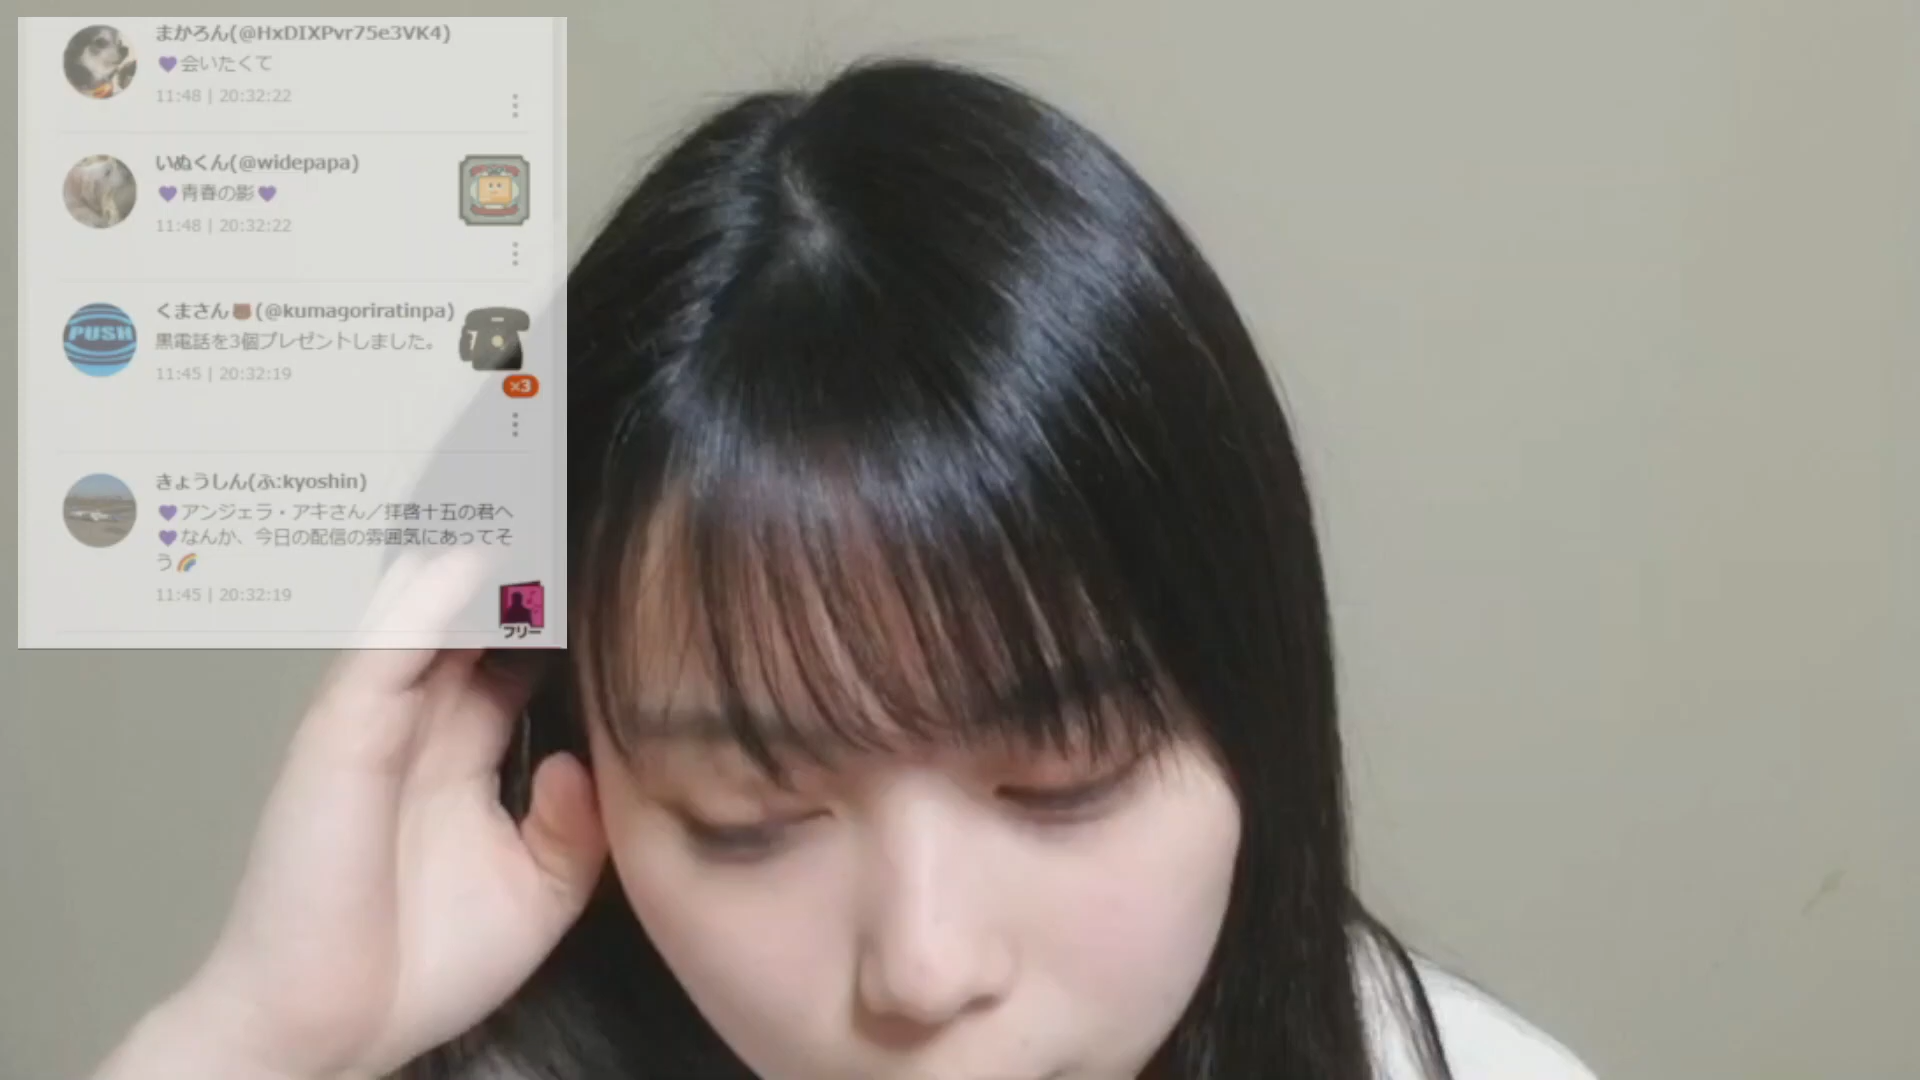 まかろん(@HxDIXPvr75e3VK4)
💜会いたくて
11:48 | 20:32:22
いぬくん(@widepapa)
💜青春の影💜
11:48 | 20:32:22
くまさん🐻(@kumagoriratinpa)
黒電話を3個プレゼントしました。
11:45 | 20:32:19
×3
PUSH
きょうしん(ふ:kyoshin)
💜アンジェラ・アキさん／拝啓十五の君へ
💜なんか、今日の配信の雰囲気にあってそ
う🌈
11:45 | 20:32:19
フリー